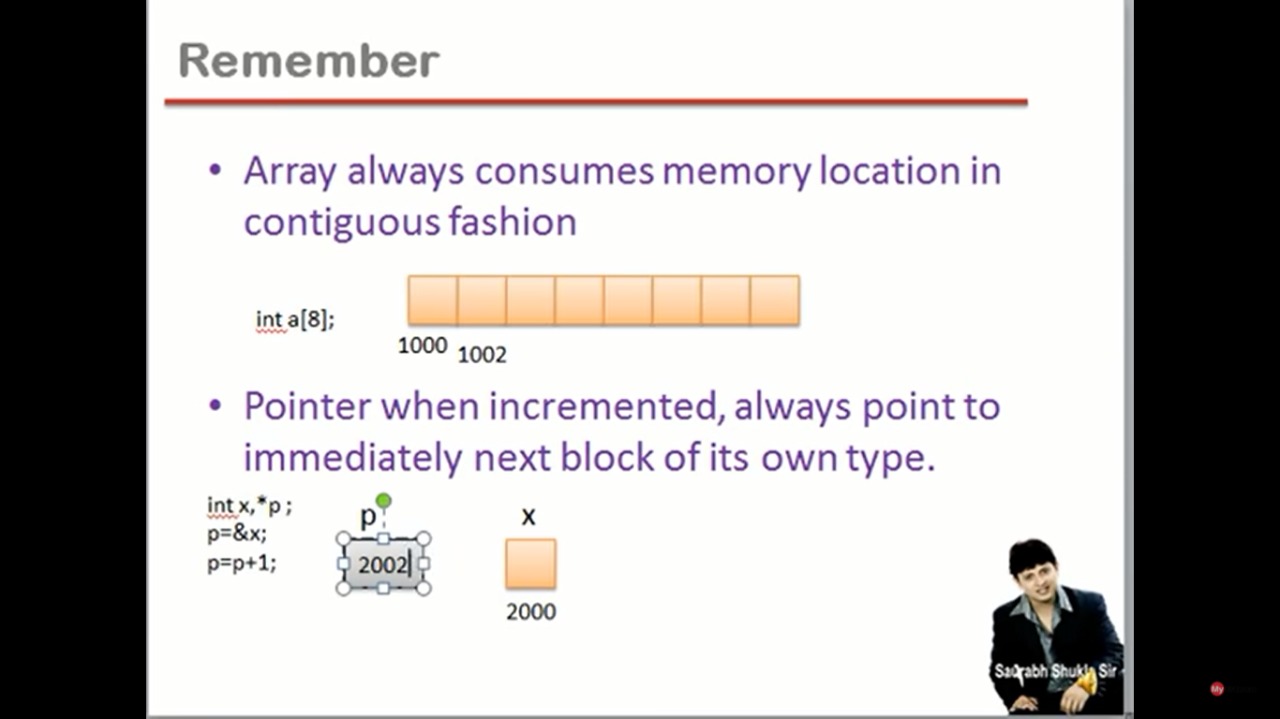 Remember
• Array always consumes memory location in
contiguous fashion
int a[8];
1000 1002
• Pointer when incremented, always point to
immediately next block of its own type.
int x,*p ;
p=&x;
p=p+1;
p
2002
x
2000
Saurabh Shukla Sir
My